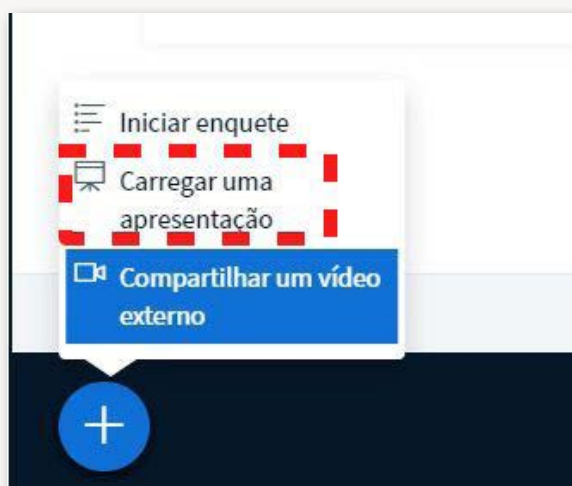 Iniciar enquete
Carregar uma
apresentação
Compartilhar um vídeo
externo